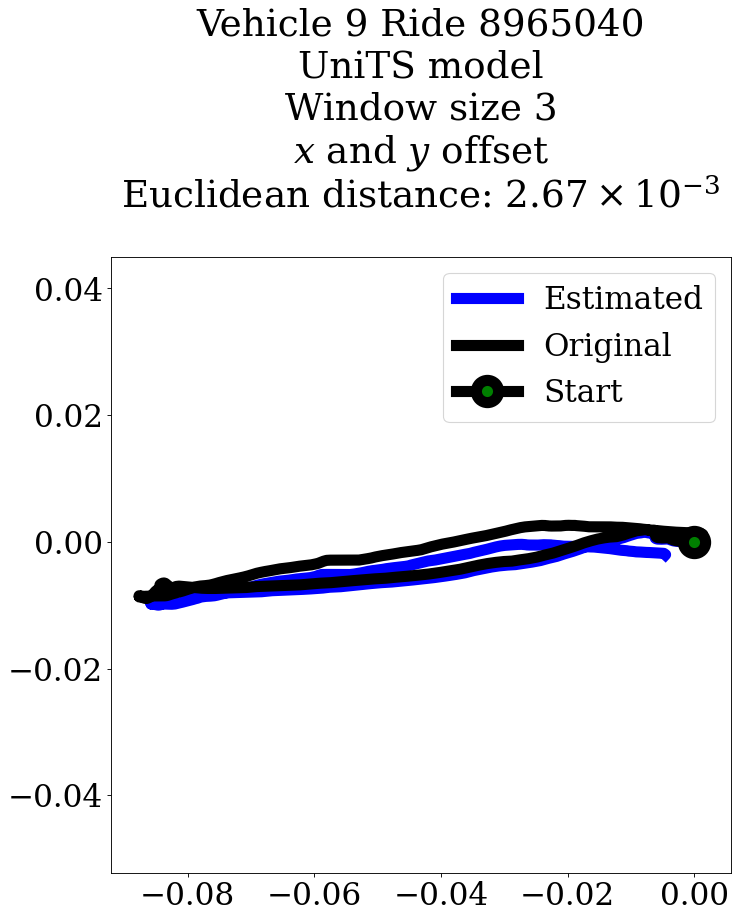 Vehicle 9 Ride 8965040
UniTS model
Window size 3
x and y offset
Euclidean distance: 2.67 × 10⁻³
Estimated
Original
Start
0.04
0.02
0.00
−0.02
−0.04
−0.08 −0.06 −0.04 −0.02 0.00